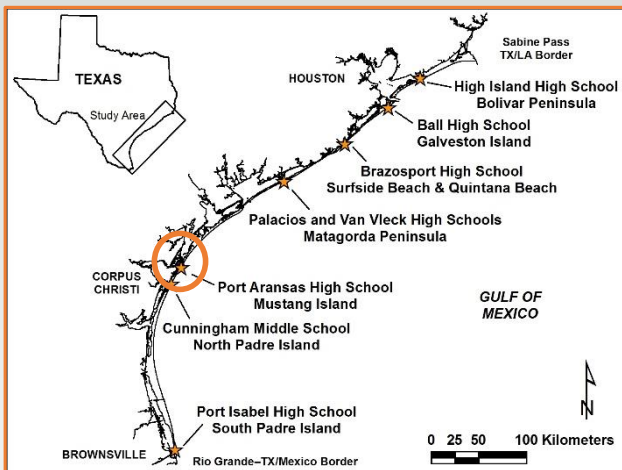 TEXAS
Study Area
Sabine Pass
TX/LA Border
HOUSTON
High Island High School
Bolivar Peninsula
Ball High School
Galveston Island
Brazosport High School
Surfside Beach & Quintana Beach
Palacios and Van Vleck High Schools
Matagorda Peninsula
CORPUS
CHRISTI
Port Aransas High School
Mustang Island
GULF OF
MEXICO
Cunningham Middle School
North Padre Island
Port Isabel High School
South Padre Island
BROWNSVILLE
Rio Grande–TX/Mexico Border
N
0 25 50 100 Kilometers